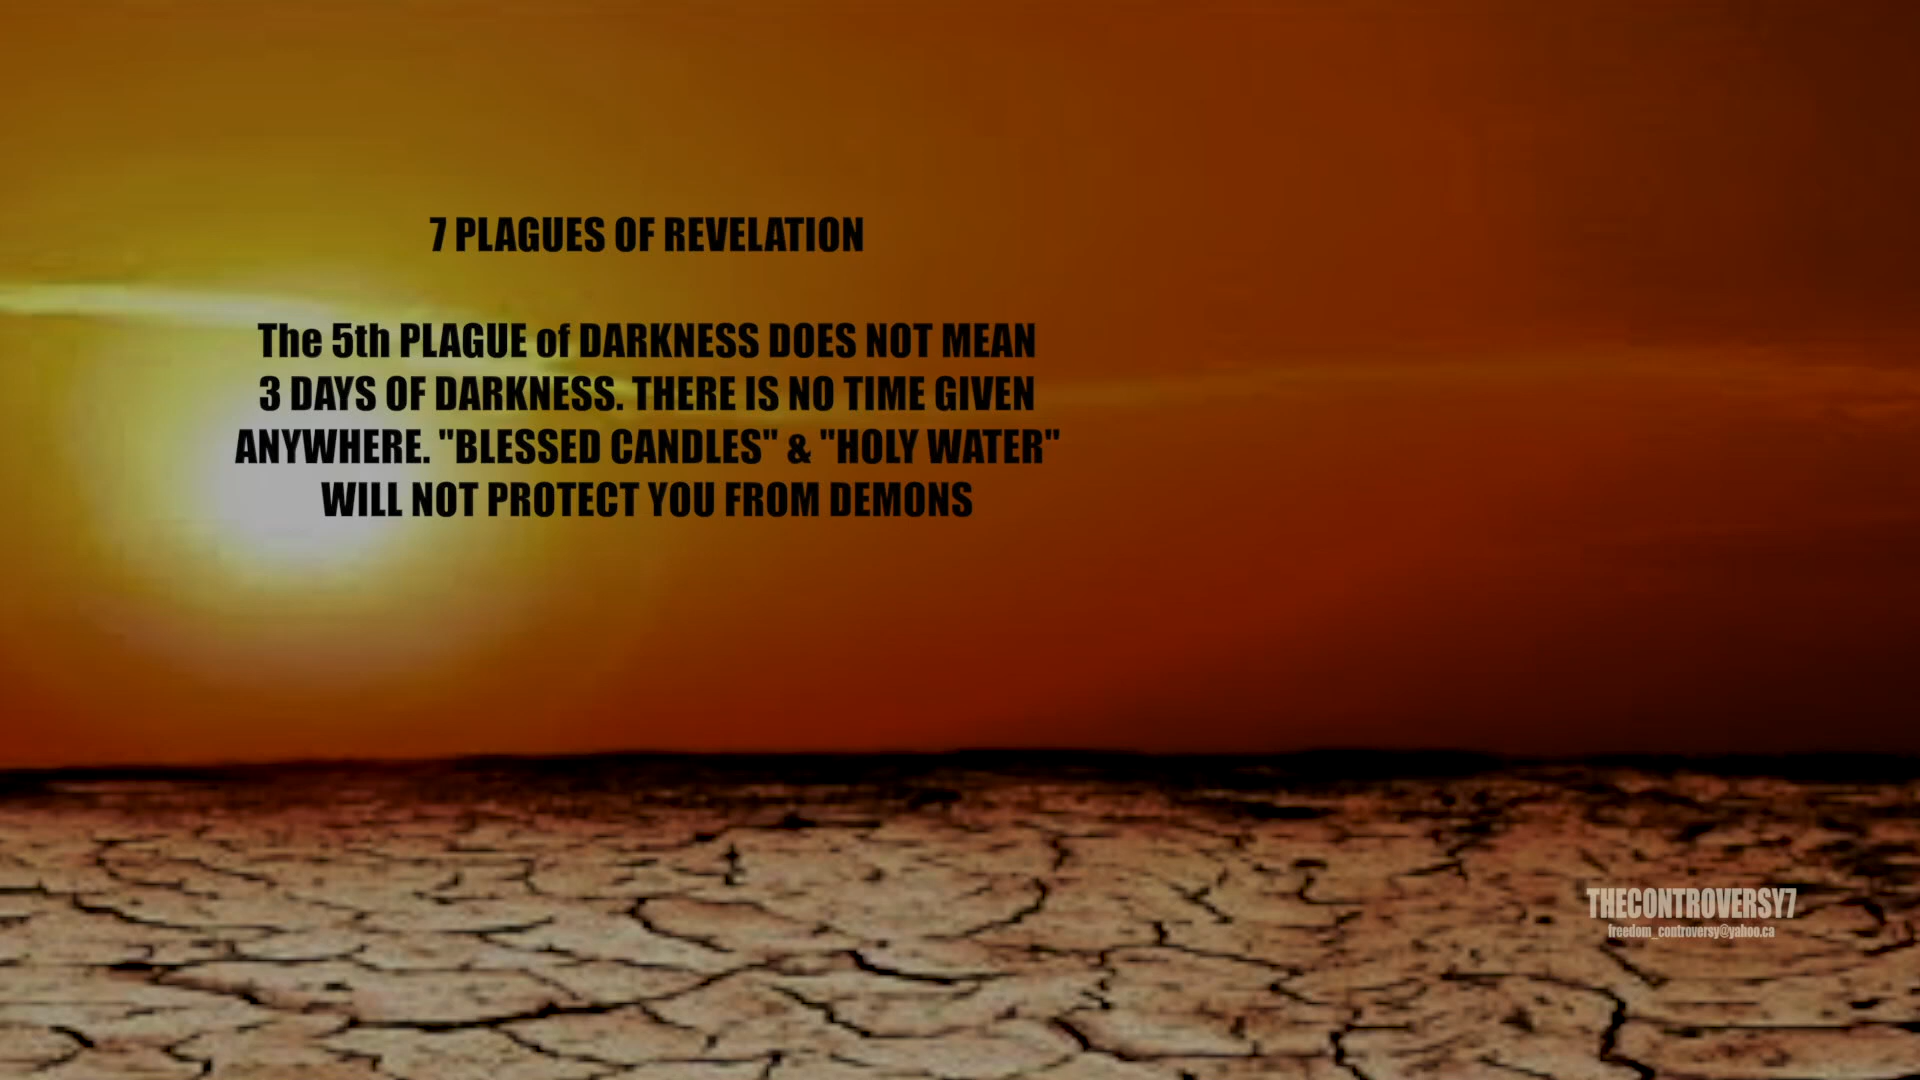 7 PLAGUES OF REVELATION
The 5th PLAGUE of DARKNESS DOES NOT MEAN
3 DAYS OF DARKNESS. THERE IS NO TIME GIVEN
ANYWHERE. "BLESSED CANDLES" & "HOLY WATER"
WILL NOT PROTECT YOU FROM DEMONS
THECONTROVERSY7
freedom_controversy@yahoo.ca